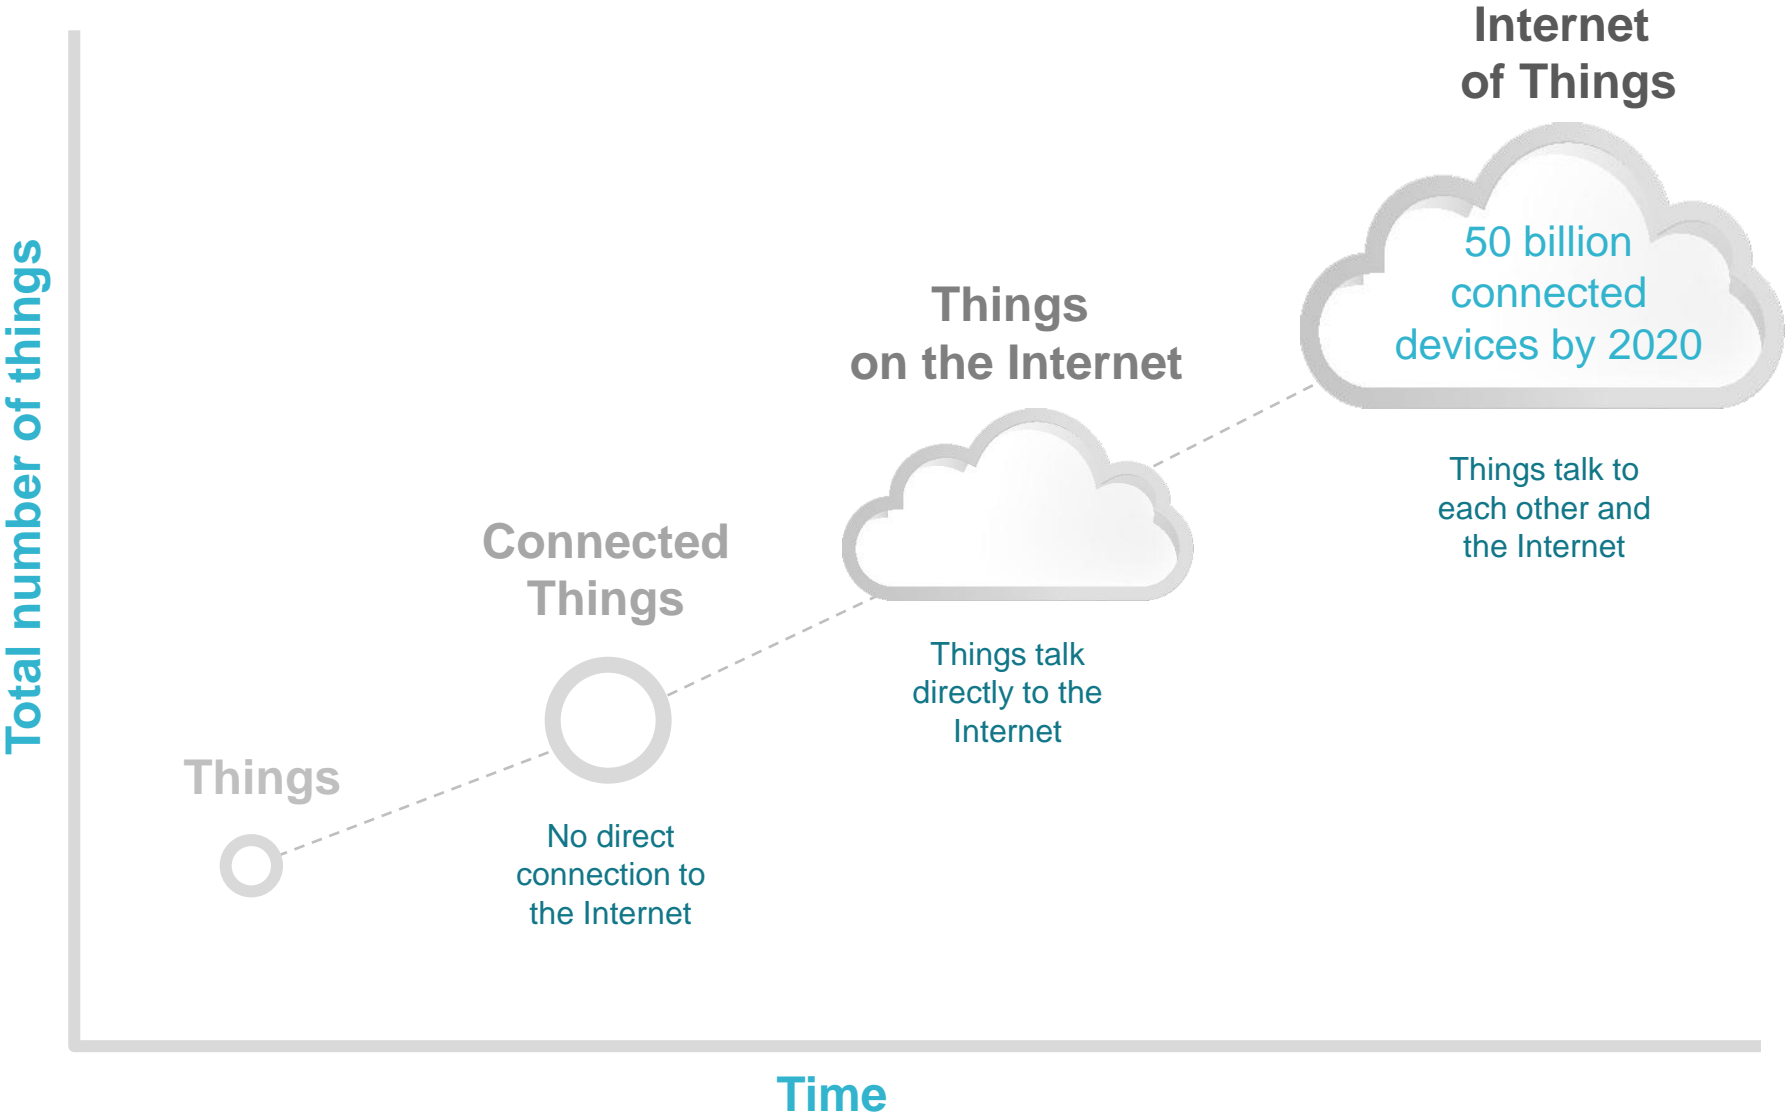 Internet
of Things
50 billion
connected
devices by 2020
Things talk to
each other and
the Internet
Things
on the Internet
Things talk
directly to the
Internet
Connected
Things
No direct
connection to
the Internet
Things
Total number of things
Time